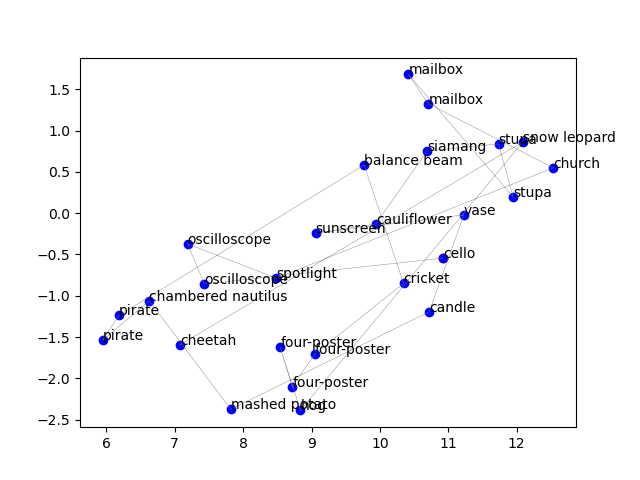 mailbox
1.5
mailbox
1.0
stupa
snow leopard
siamang
balance beam
church
0.5
stupa
0.0
vase
cauliflower
sunscreen
oscilloscope
−0.5
cello
spotlight
oscilloscope
cricket
−1.0
chambered nautilus
pirate
candle
−1.5
pirate
cheetah
four-poster
four-poster
−2.0
four-poster
mashed potato
−2.5
6
7
8
9
10
11
12